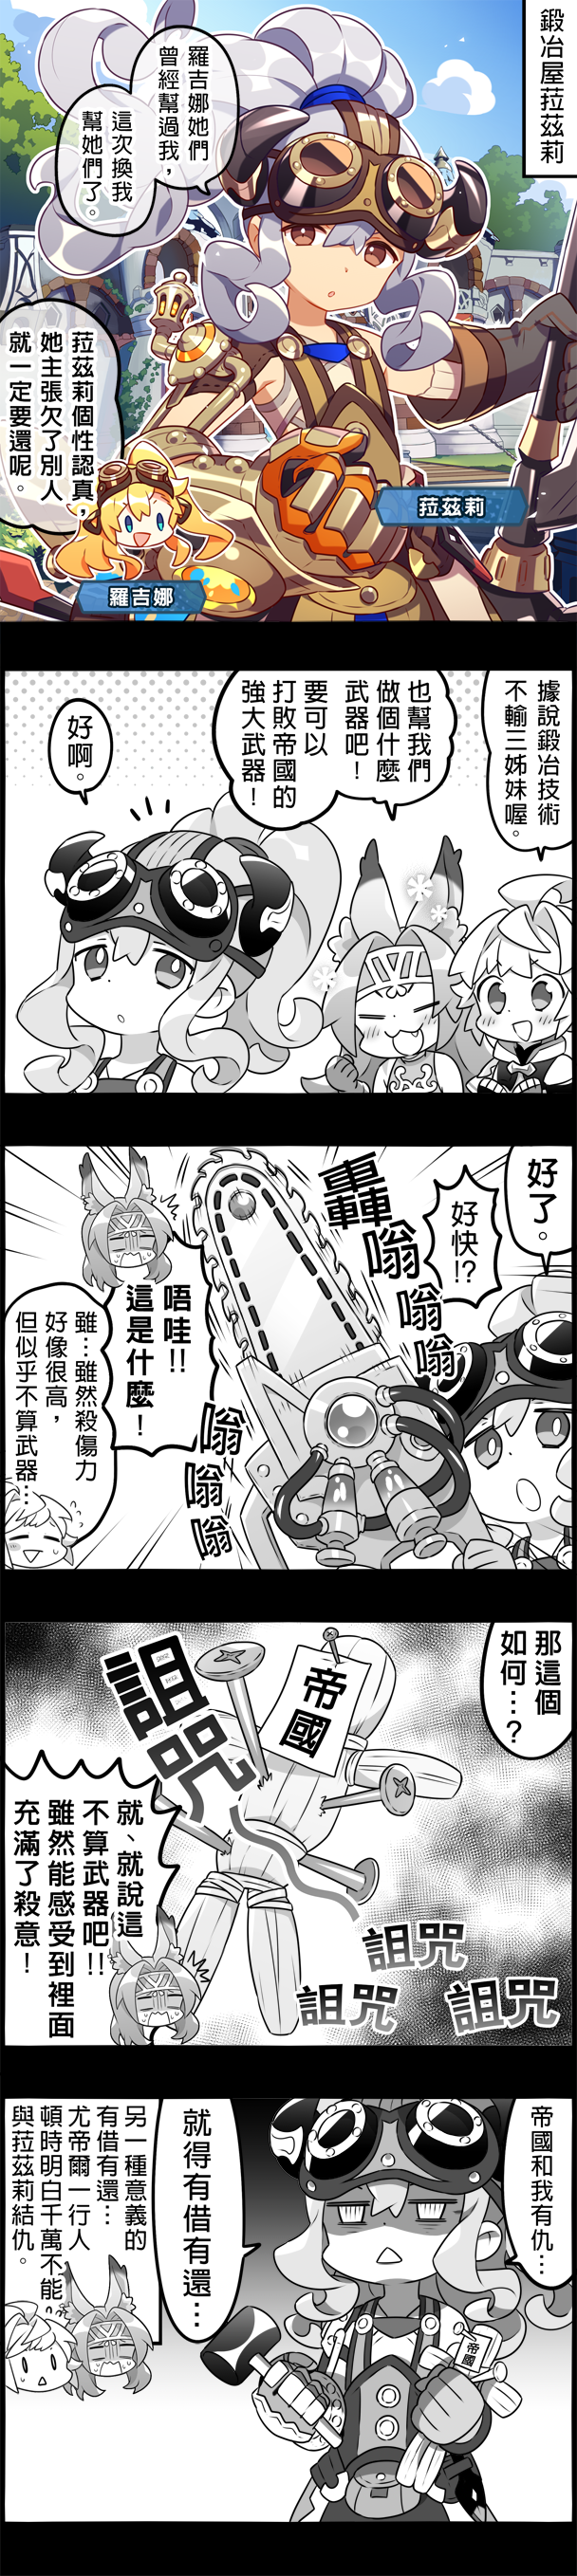 鍛冶屋菈茲莉
羅吉娜她們
曾經幫過我，
這次換我
幫她們了。
菈茲莉個性認真，
她主張欠了別人
就一定要還呢。
菈茲莉
羅吉娜
據說鍛冶技術
不輸三姊妹喔。
也幫我們
做個什麼
武器吧！
要可以
打敗帝國的
強大武器！
好啊。
好了。
好快!?
轟嗡嗡嗡
嗡嗡嗡
唔哇!!
這是什麼！
雖…雖然殺傷力
好像很高，
但似乎不算武器…
那這個
如何…？
帝國
詛咒
詛咒
詛咒
詛咒
就、就說這
不算武器吧!!
雖然能感受到裡面
充滿了殺意！
帝國和我有仇…
就得有借有還…
帝國
另一種意義的
有借有還…
尤帝爾一行人
頓時明白千萬不能
與菈茲莉結仇。